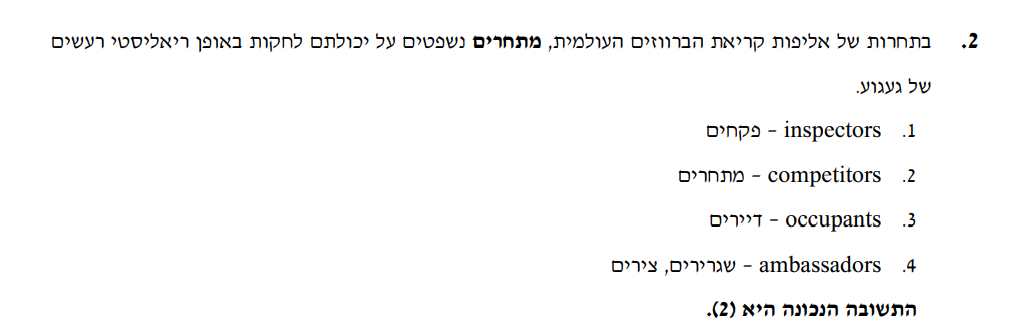 2. בתחרות של אליפות קריאת הברווזים העולמית, מתחרים נשפטים על יכולתם לחקות באופן ריאליסטי רעשים
של געגוע.
1. inspectors – פקחים
2. competitors – מתחרים
3. occupants – דיירים
4. ambassadors – שגרירים, צירים
התשובה הנכונה היא (2).